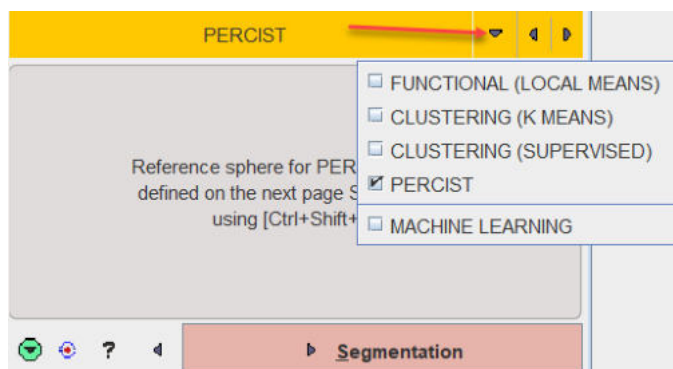 PERCIST
FUNCTIONAL (LOCAL MEANS)
CLUSTERING (K MEANS)
CLUSTERING (SUPERVISED)
PERCIST
MACHINE LEARNING
Reference sphere for PER
defined on the next page S
using [Ctrl+Shift+
?
Segmentation